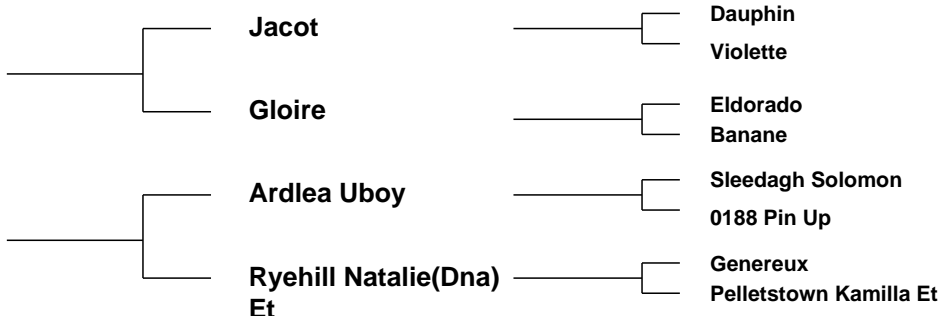 Jacot
Dauphin
Violette
Gloire
Eldorado
Banane
Ardlea Uboy
Sleedagh Solomon
0188 Pin Up
Ryehill Natalie(Dna)
Et
Genereux
Pelletstown Kamilla Et